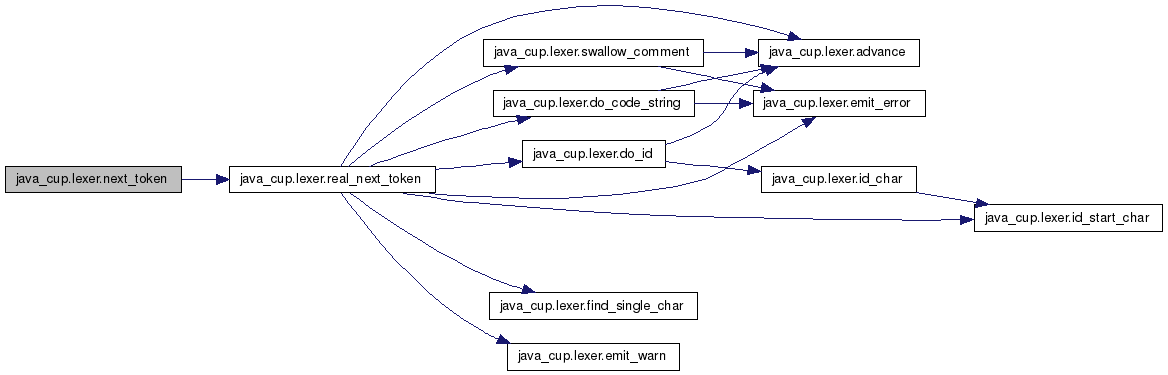 java_cup.lexer.swallow_comment
java_cup.lexer.advance
java_cup.lexer.do_code_string
java_cup.lexer.emit_error
java_cup.lexer.do_id
java_cup.lexer.next_token
java_cup.lexer.real_next_token
java_cup.lexer.id_char
java_cup.lexer.id_start_char
java_cup.lexer.find_single_char
java_cup.lexer.emit_warn